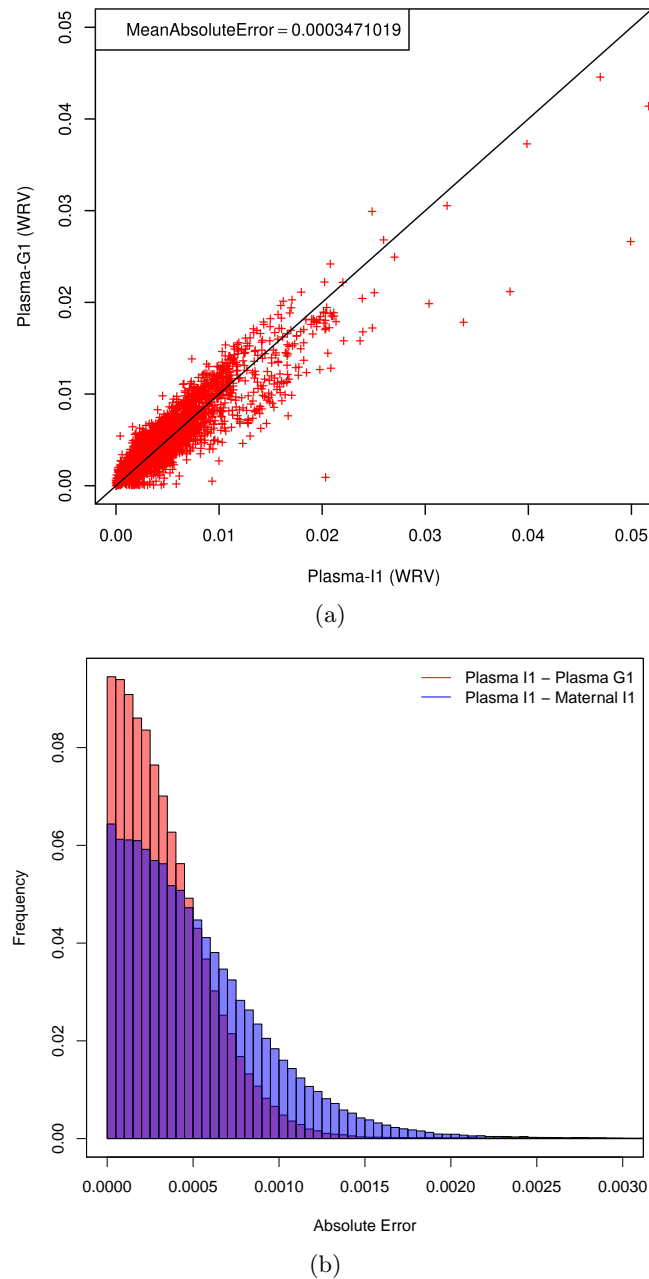 MeanAbsoluteError = 0.0003471019
0.05
0.04
0.03
0.02
0.01
0.00
Plasma-G1 (WRV)
0.00 0.01 0.02 0.03 0.04 0.05
Plasma-I1 (WRV)
(a)
Plasma I1 – Plasma G1
Plasma I1 – Maternal I1
0.08
0.06
0.04
0.02
0.00
Frequency
0.0000 0.0005 0.0010 0.0015 0.0020 0.0025 0.0030
Absolute Error
(b)